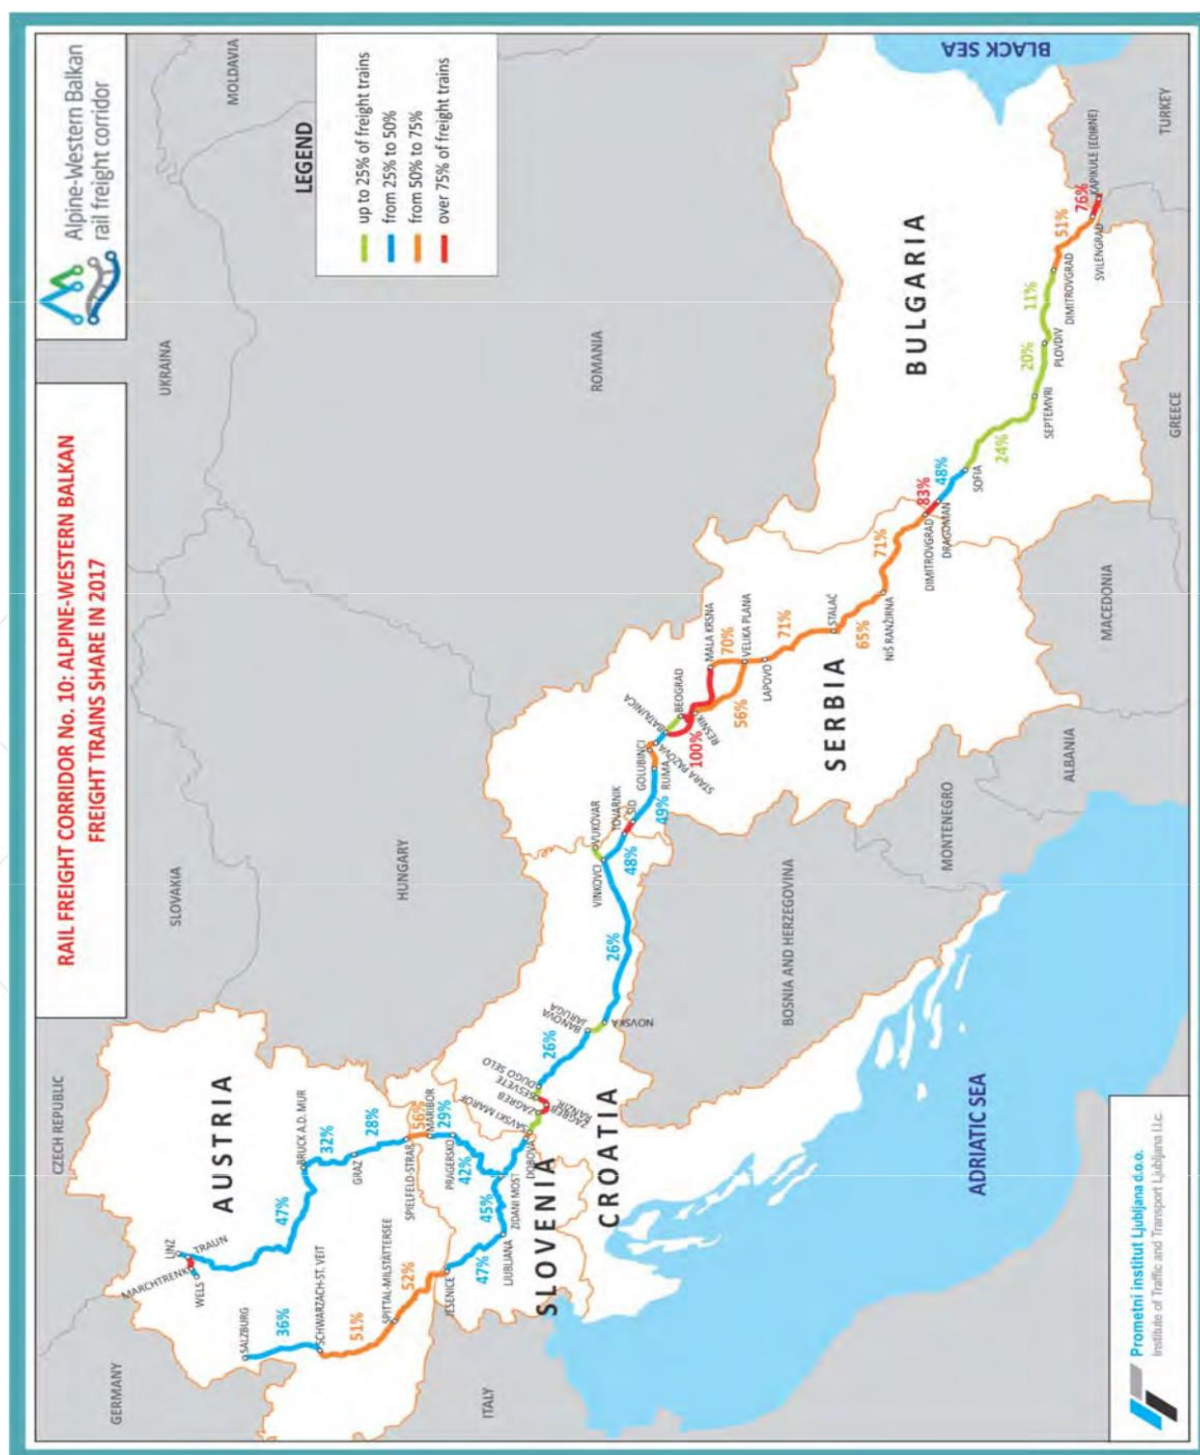 RAIL FREIGHT CORRIDOR No. 10: ALPINE-WESTERN BALKAN
FREIGHT TRAINS SHARE IN 2017
Alpine-Western Balkan
rail freight corridor
LEGEND
up to 25% of freight trains
from 25% to 50%
from 50% to 75%
over 75% of freight trains
GERMANY
CZECH REPUBLIC
SLOVAKIA
UKRAINA
MOLDAVIA
AUSTRIA
HUNGARY
ROMANIA
ITALY
SLOVENIA
CROATIA
BOSNIA AND HERZEGOVINA
SERBIA
MONTENEGRO
ALBANIA
MACEDONIA
BULGARIA
GREECE
TURKEY
BLACK SEA
ADRIATIC SEA
SALZBURG
36%
SCHWARZACH-ST. VEIT
51%
SPITTAL-MILSTÄTTERSEE
52%
JESENICE
47%
LJUBLJANA
45%
ZIDANI MOST
MARCHTRENK
WELS
LINZ
TRAUN
47%
BRUCK A.D. MUR
32%
GRAZ
28%
SPIELFELD-STRAß
56%
MARIBOR
29%
PRAGERSKO
42%
DOBOVA
SAVSKI MAROF
ZAGREB
ZAGREB
RANŽIR
SESVETE
DUGO SELO
26%
BANOVA
JARUGA
NOVSKA
26%
VINKOVCI
VUKOVAR
48%
TOVARNIK
ŠID
49%
RUMA
GOLUBINCI
STARA PAZOVA
BATAJNICA
BEOGRAD
100%
RESNIK
MALA KRSNA
70%
56%
VELIKA PLANA
LAPOVO
71%
STALAĆ
65%
NIŠ RANŽIRNA
71%
DIMITROVGRAD
83%
DRAGOMAN
48%
SOFIA
24%
SEPTEMVRI
20%
PLOVDIV
11%
DIMITROVGRAD
51%
SVILENGRAD
76%
KAPIKULE (EDIRNE)
Prometni institut Ljubljana d.o.o.
Institute of Traffic and Transport Ljubljana l.l.c.